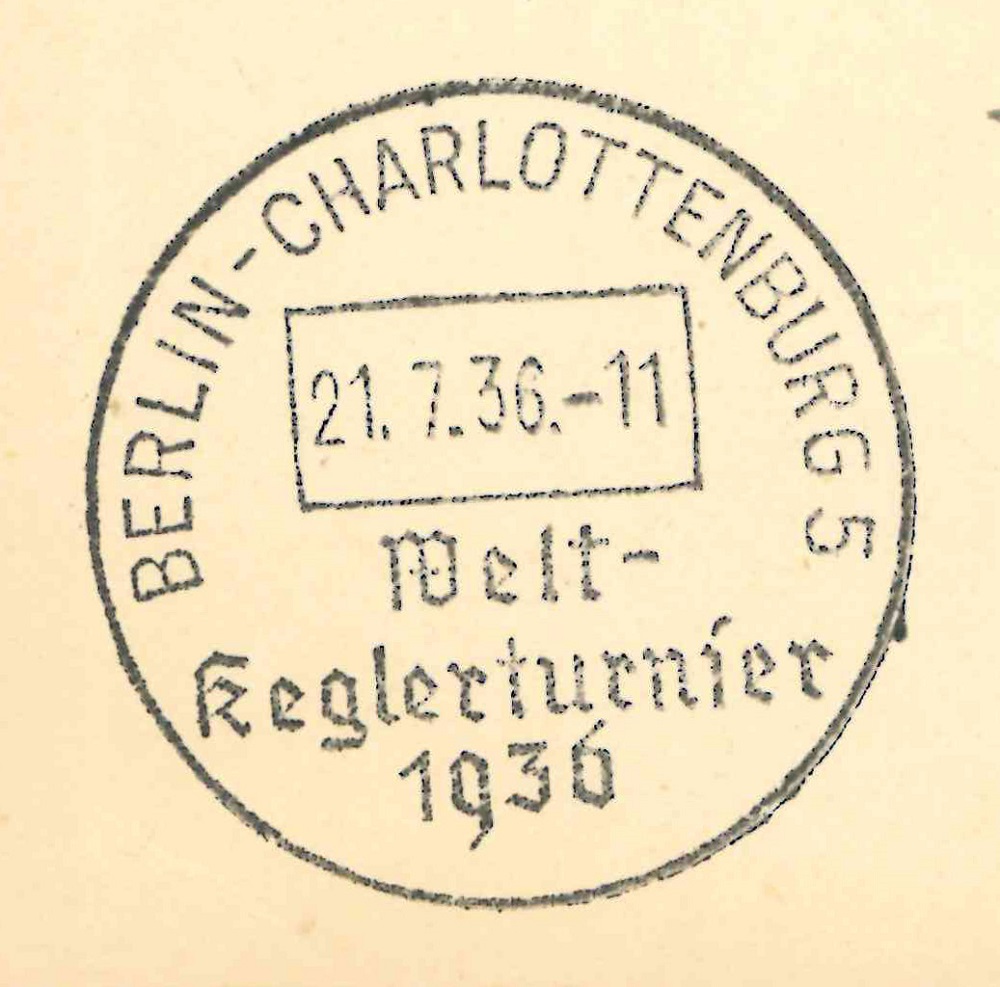 BERLIN-CHARLOTTENBURG 5
21.7.36.-11
Welt-
Keglerturnier
1936